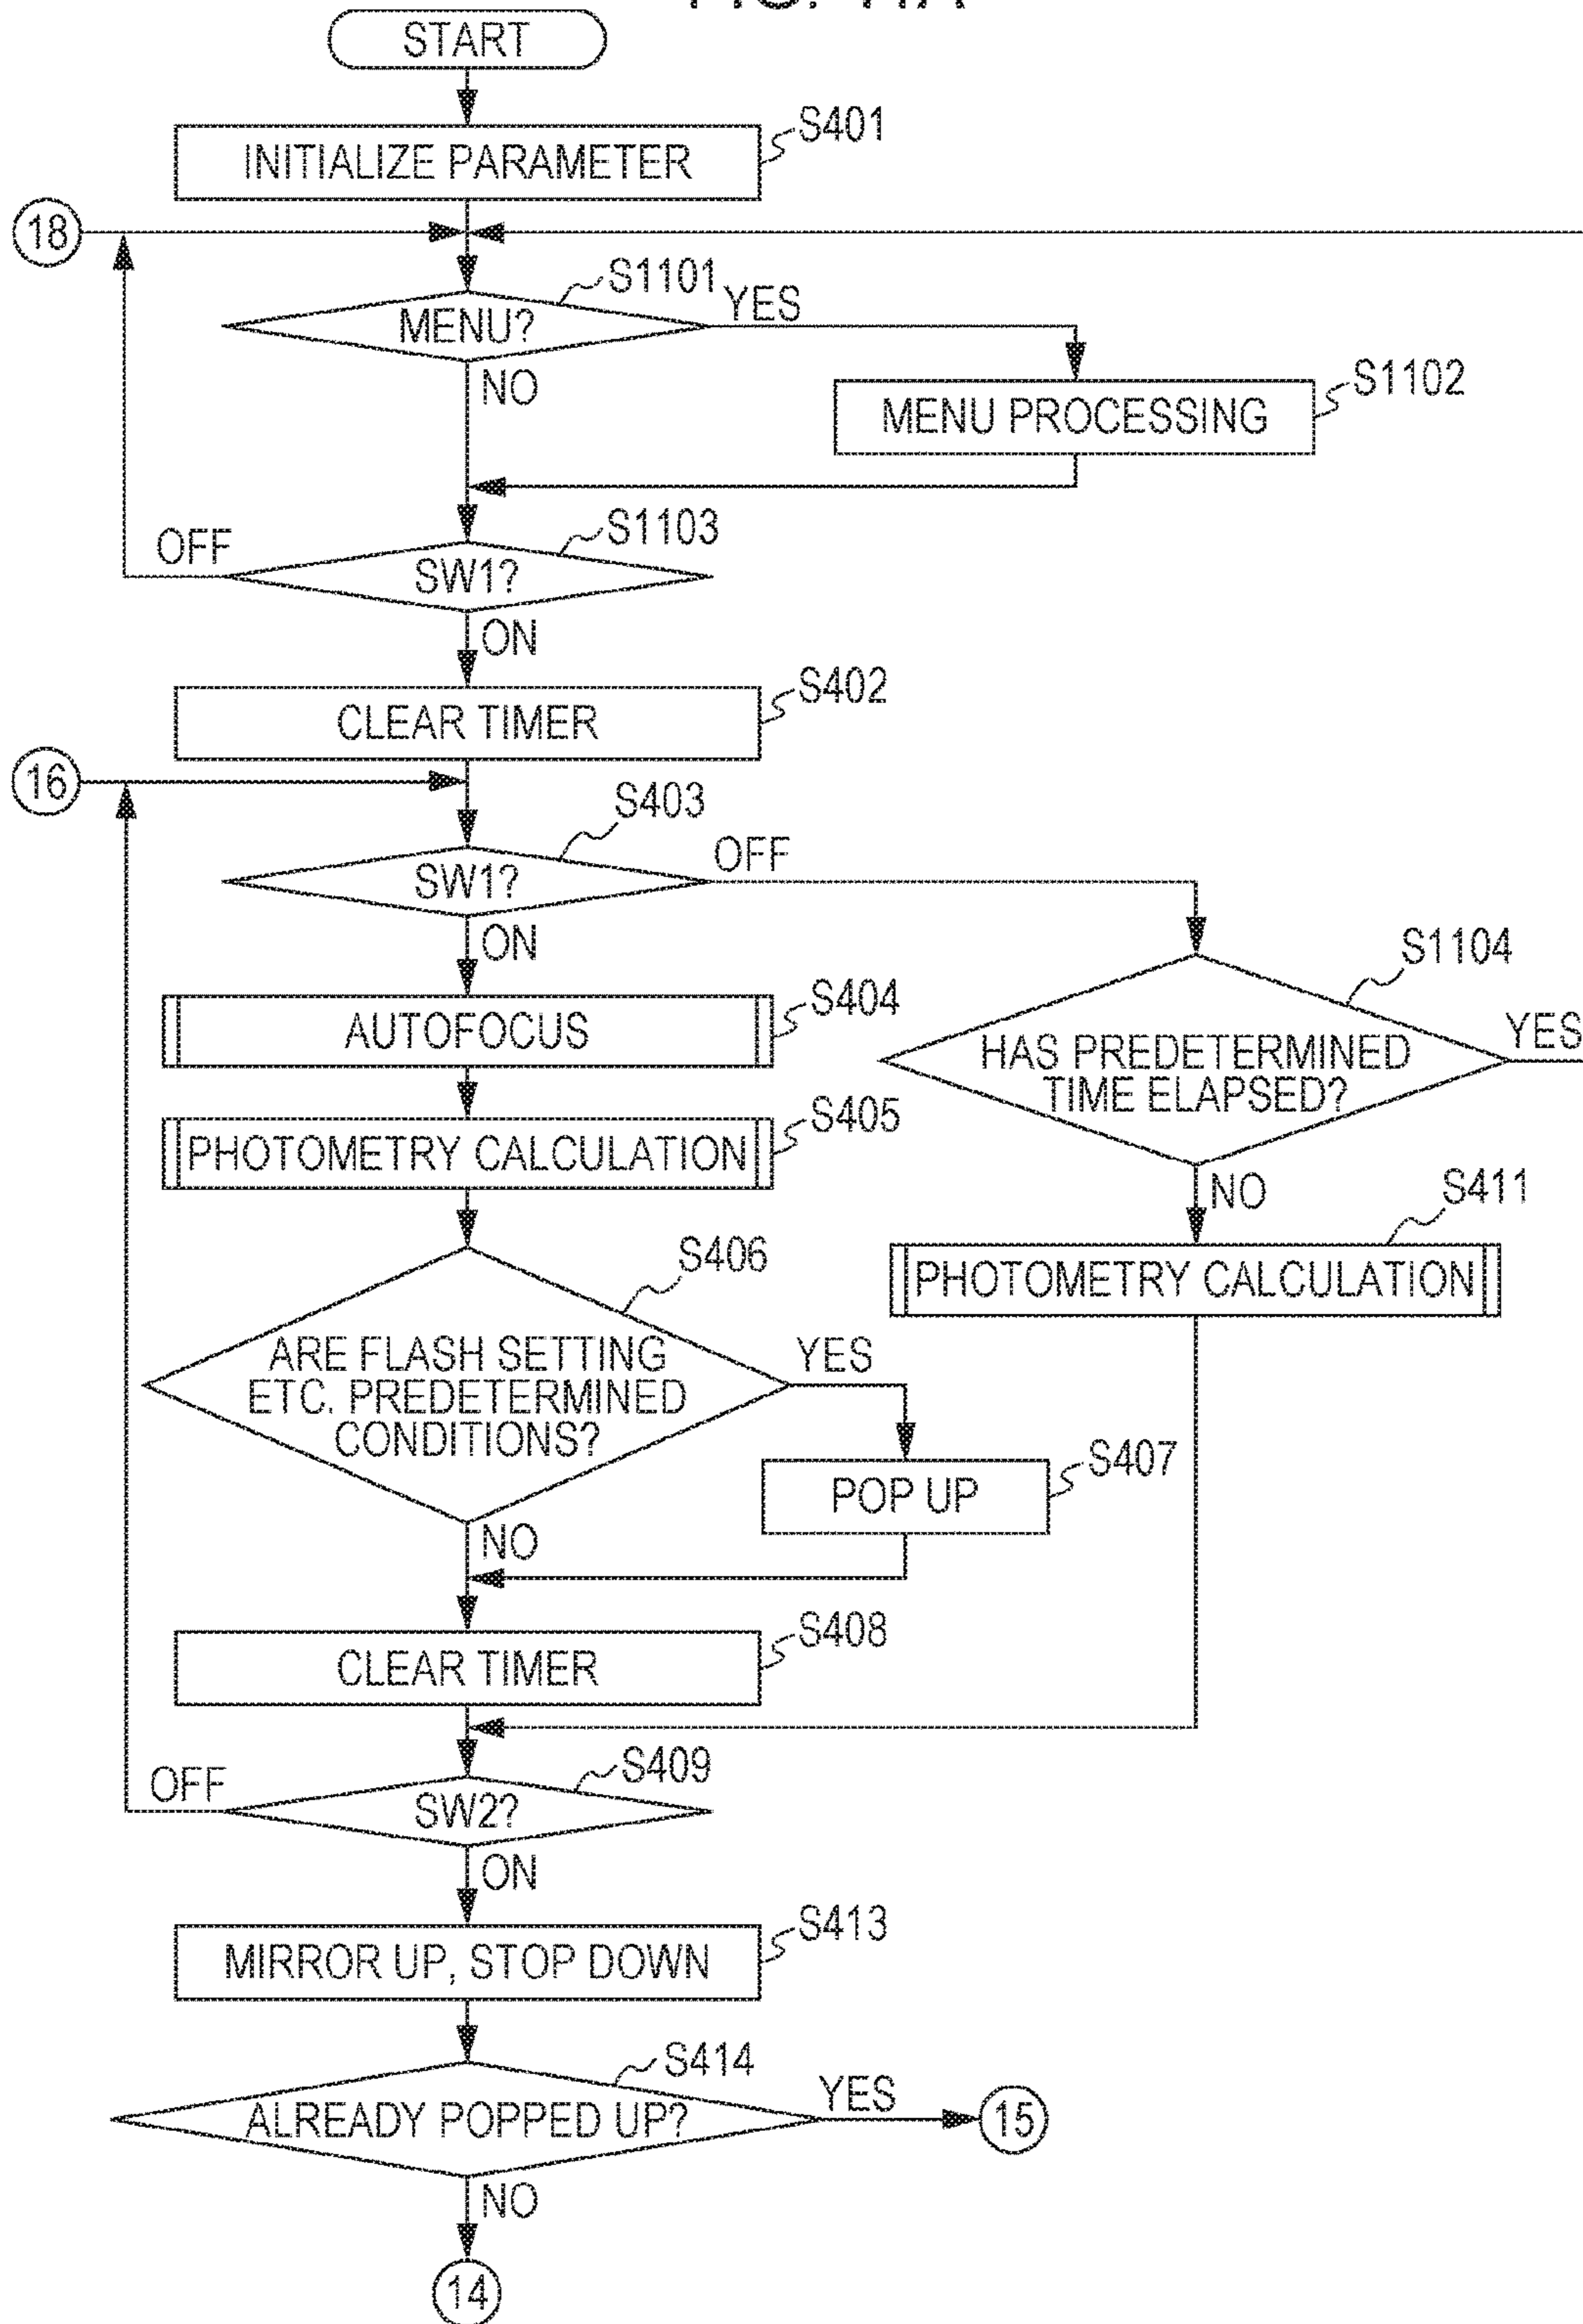 START
S401
INITIALIZE PARAMETER
18
S1101
MENU?
YES
NO
S1102
MENU PROCESSING
S1103
OFF
SW1?
ON
S402
CLEAR TIMER
16
S403
SW1?
OFF
ON
S1104
S404
AUTOFOCUS
HAS PREDETERMINED
TIME ELAPSED?
YES
S405
PHOTOMETRY CALCULATION
NO
S411
PHOTOMETRY CALCULATION
S406
ARE FLASH SETTING
ETC. PREDETERMINED
CONDITIONS?
YES
S407
POP UP
NO
S408
CLEAR TIMER
S409
OFF
SW2?
ON
S413
MIRROR UP, STOP DOWN
S414
ALREADY POPPED UP?
YES
15
NO
14